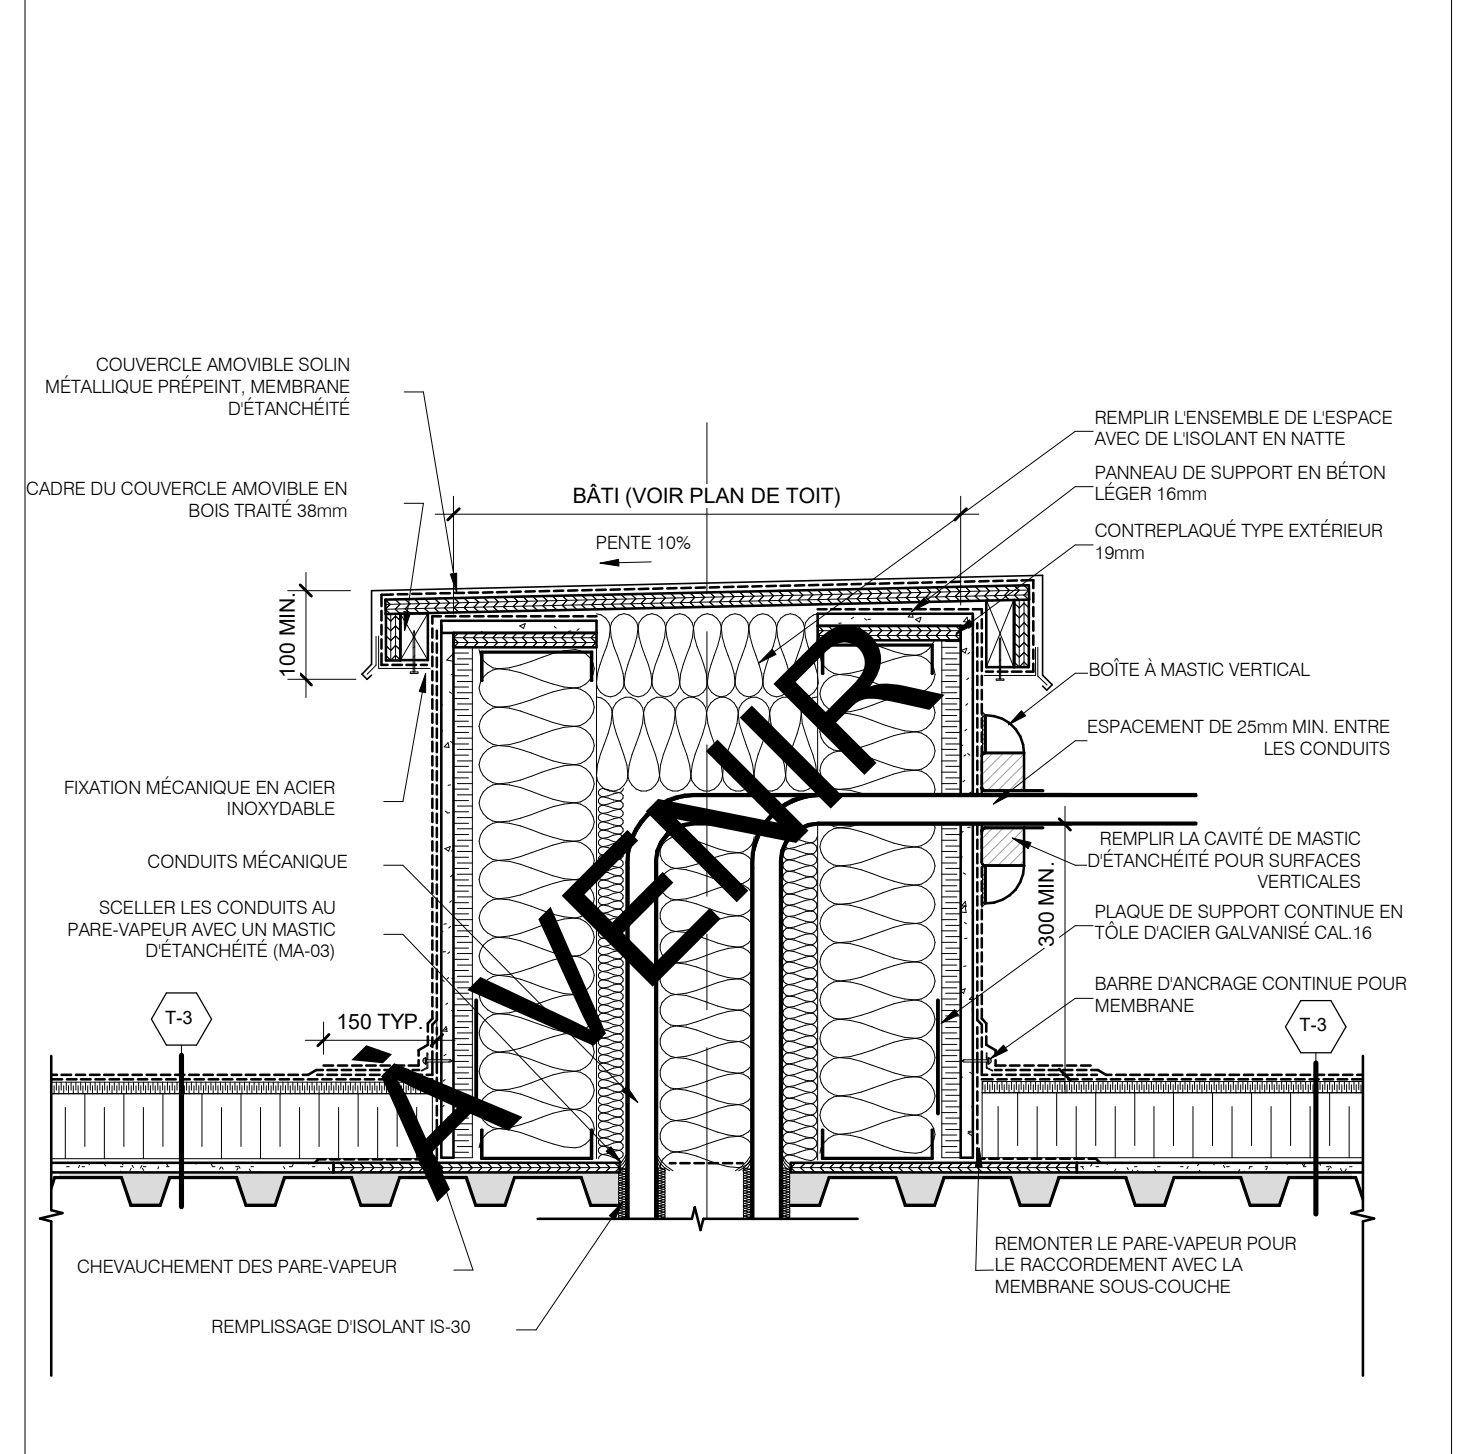 COUVERCLE AMOVIBLE SOLIN
MÉTALLIQUE PRÉPEINT, MEMBRANE
D'ÉTANCHÉITÉ
CADRE DU COUVERCLE AMOVIBLE EN
BOIS TRAITÉ 38mm
100 MIN.
FIXATION MÉCANIQUE EN ACIER
INOXYDABLE
CONDUITS MÉCANIQUE
SCELLER LES CONDUITS AU
PARE-VAPEUR AVEC UN MASTIC
D'ÉTANCHÉITÉ (MA-03)
T-3
150 TYP.
CHEVAUCHEMENT DES PARE-VAPEUR
REMPLISSAGE D'ISOLANT IS-30
BÂTI (VOIR PLAN DE TOIT)
PENTE 10%
À VENIR
REMPLIR L'ENSEMBLE DE L'ESPACE
AVEC DE L'ISOLANT EN NATTE
PANNEAU DE SUPPORT EN BÉTON
LÉGER 16mm
CONTREPLAQUÉ TYPE EXTÉRIEUR
19mm
BOÎTE À MASTIC VERTICAL
ESPACEMENT DE 25mm MIN. ENTRE
LES CONDUITS
REMPLIR LA CAVITÉ DE MASTIC
D'ÉTANCHÉITÉ POUR SURFACES
VERTICALES
300 MIN.
PLAQUE DE SUPPORT CONTINUE EN
TÔLE D'ACIER GALVANISÉ CAL.16
BARRE D'ANCRAGE CONTINUE POUR
MEMBRANE
T-3
REMONTER LE PARE-VAPEUR POUR
LE RACCORDEMENT AVEC LA
MEMBRANE SOUS-COUCHE